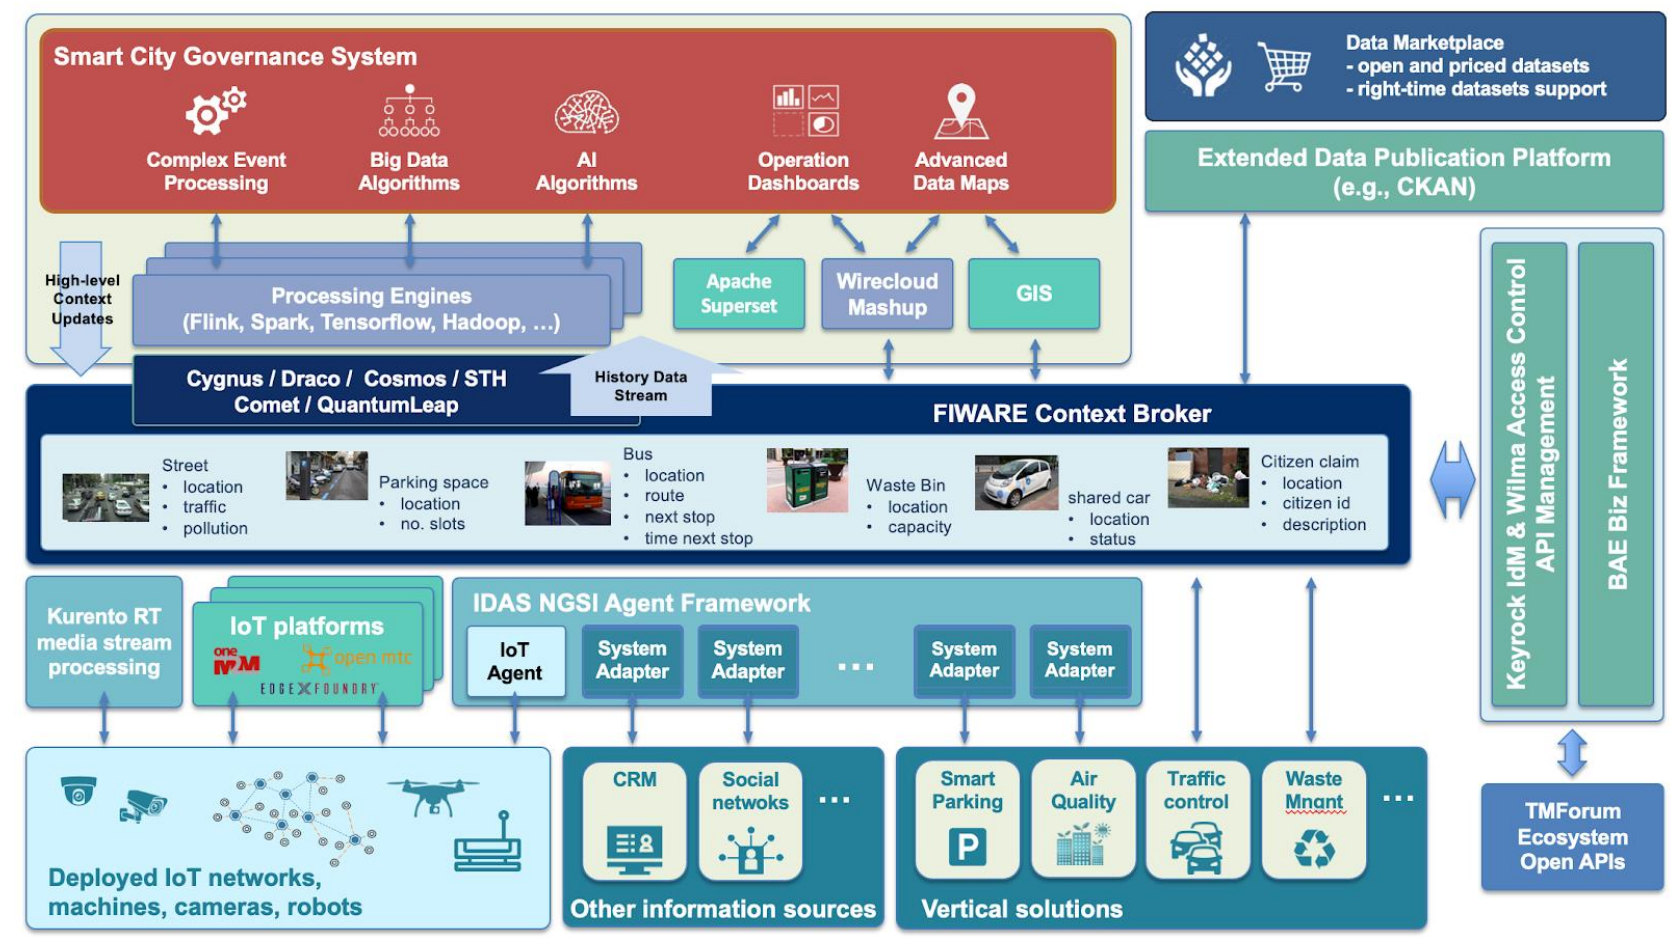 Smart City Governance System
Complex Event
Processing
Big Data
Algorithms
AI
Algorithms
Operation
Dashboards
Advanced
Data Maps
Data Marketplace
- open and priced datasets
- right-time datasets support
Extended Data Publication Platform
(e.g., CKAN)
High-level
Context
Updates
Processing Engines
(Flink, Spark, Tensorflow, Hadoop, …)
Apache
Superset
Wirecloud
Mashup
GIS
Cygnus / Draco / Cosmos / STH
Comet / QuantumLeap
History Data
Stream
FIWARE Context Broker
Street
• location
• traffic
• pollution
Parking space
• location
• no. slots
Bus
• location
• route
• next stop
• time next stop
Waste Bin
• location
• capacity
shared car
• location
• status
Citizen claim
• location
• citizen id
• description
Keyrock IdM & Wilma Access Control
API Management
BAE Biz Framework
Kurento RT
media stream
processing
IoT platforms
one
M2M
open mtc
EDGE X FOUNDRY
IDAS NGSI Agent Framework
IoT
Agent
System
Adapter
System
Adapter
...
System
Adapter
System
Adapter
Deployed IoT networks,
machines, cameras, robots
CRM
Social
netwoks
...
Other information sources
Smart
Parking
P
Air
Quality
Traffic
control
Waste
Mngnt
...
Vertical solutions
TMForum
Ecosystem
Open APIs